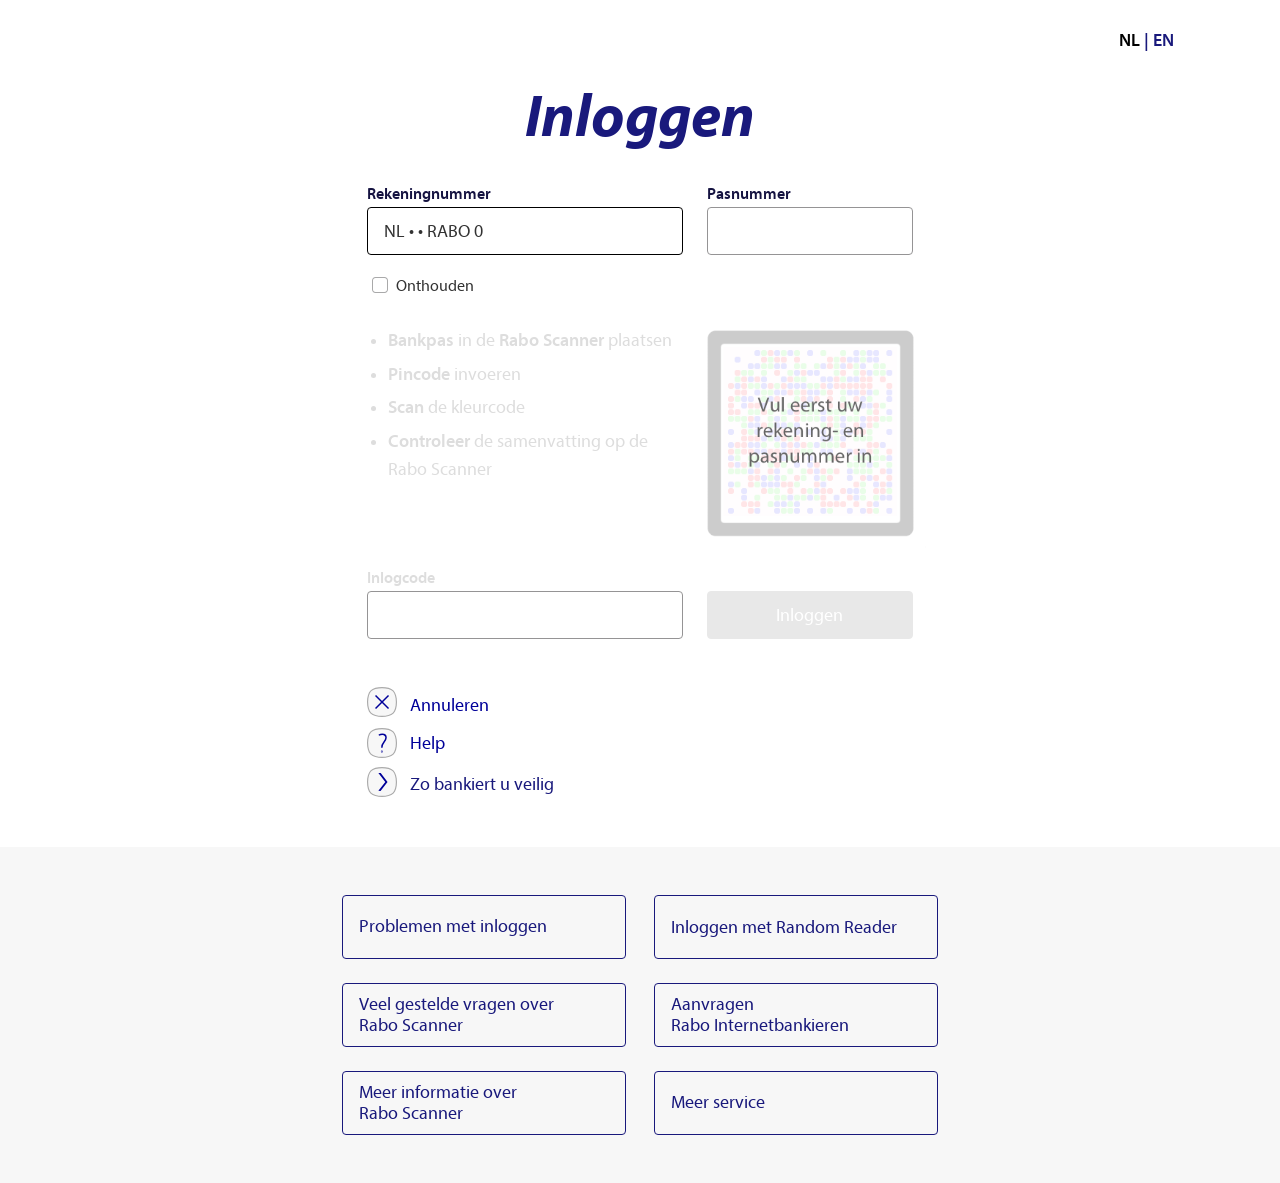 NL | EN
Inloggen
Rekeningnummer
Pasnummer
NL • • RABO 0
Onthouden
• Bankpas in de Rabo Scanner plaatsen
• Pincode invoeren
• Scan de kleurcode
• Controleer de samenvatting op de
Rabo Scanner
Vul eerst uw
rekening- en
pasnummer in
Inlogcode
Inloggen
Annuleren
Help
Zo bankiert u veilig
Problemen met inloggen
Inloggen met Random Reader
Veel gestelde vragen over
Rabo Scanner
Aanvragen
Rabo Internetbankieren
Meer informatie over
Rabo Scanner
Meer service